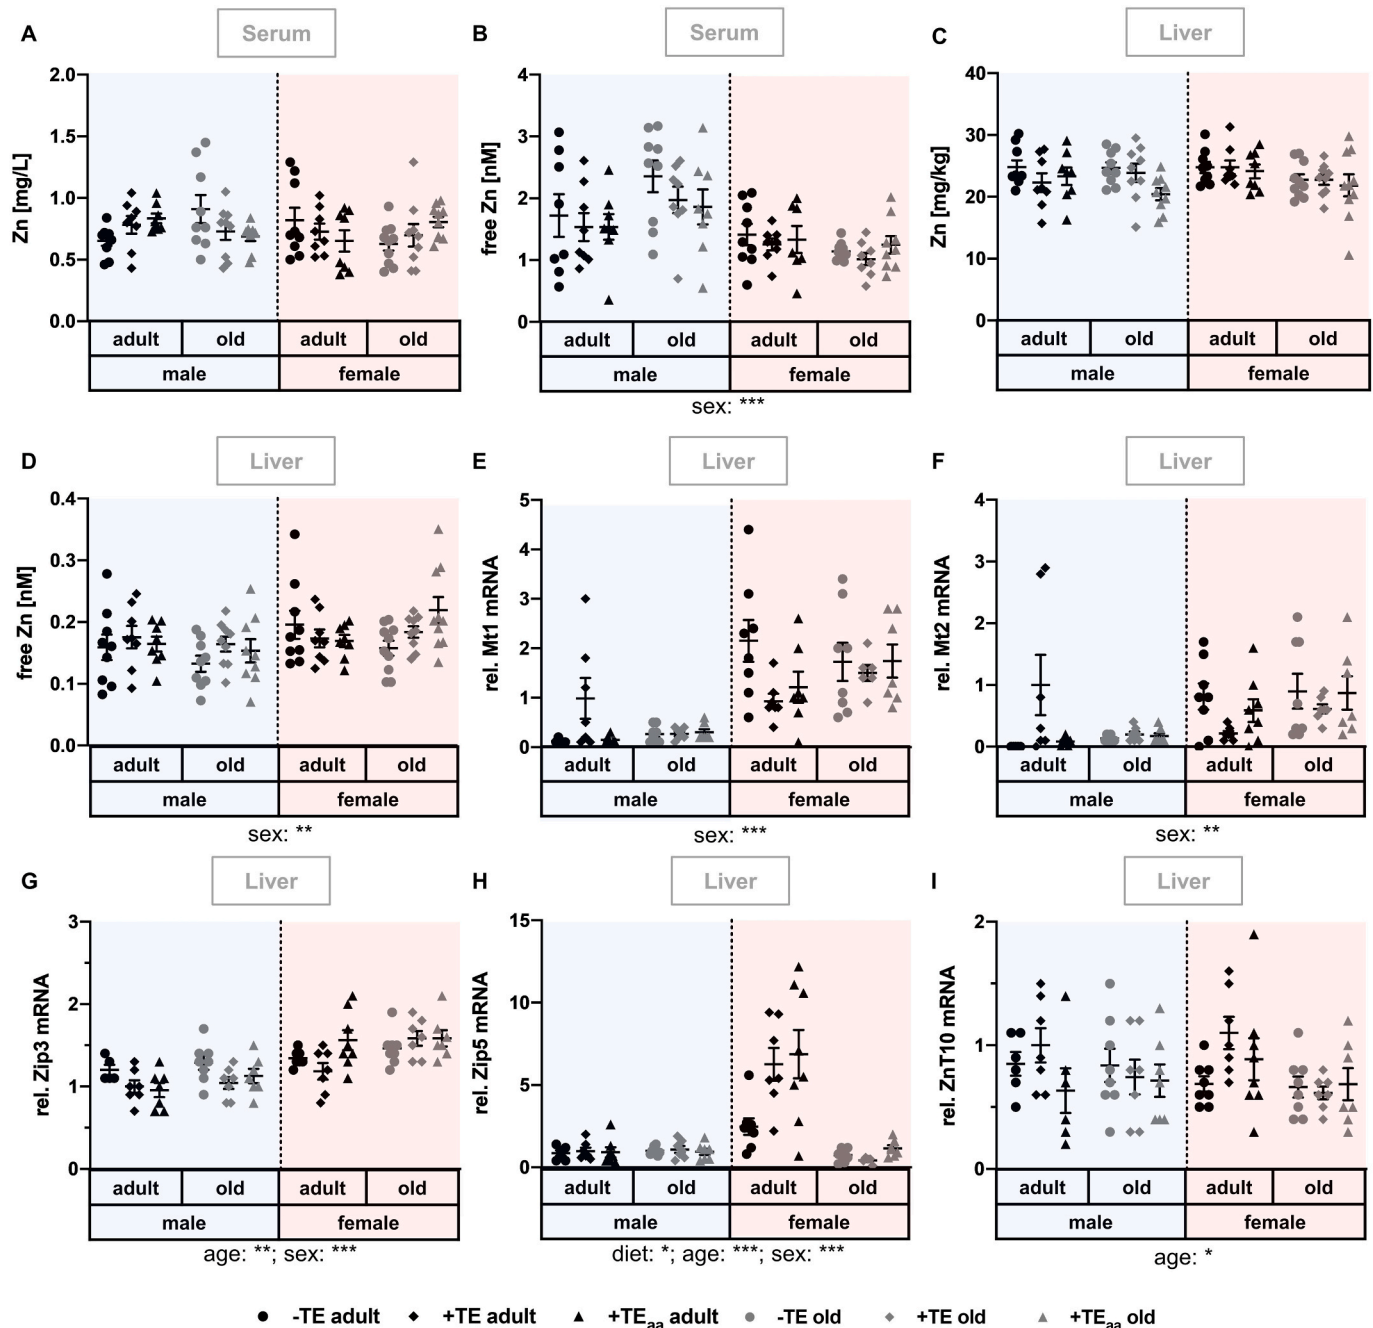 A
Serum
Zn [mg/L]
2.0
1.5
1.0
0.5
0.0
adult old adult old
male female
B
Serum
free Zn [nM]
4
3
2
1
0
adult old adult old
male female
sex: ***
C
Liver
Zn [mg/kg]
40
30
20
10
0
adult old adult old
male female
D
Liver
free Zn [nM]
0.4
0.3
0.2
0.1
0.0
adult old adult old
male female
sex: **
E
Liver
rel. Mt1 mRNA
5
4
3
2
1
0
adult old adult old
male female
sex: ***
F
Liver
rel. Mt2 mRNA
4
3
2
1
0
adult old adult old
male female
sex: **
G
Liver
rel. Zip3 mRNA
3
2
1
0
adult old adult old
male female
age: **; sex: ***
H
Liver
rel. Zip5 mRNA
15
10
5
0
adult old adult old
male female
diet: *; age: ***; sex: ***
I
Liver
rel. ZnT10 mRNA
2
1
0
adult old adult old
male female
age: *
-TE adult +TE adult +TEaa adult -TE old +TE old +TEaa old